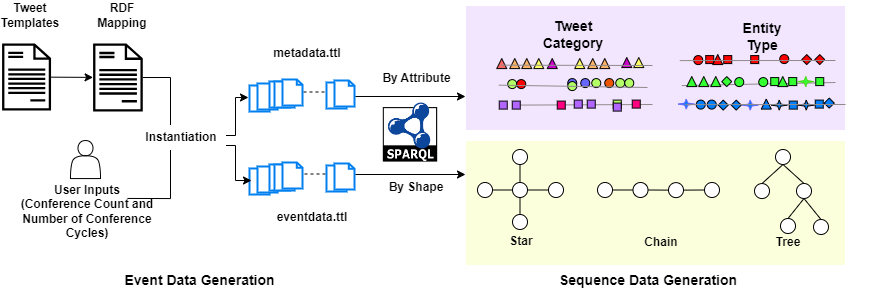 Tweet
Templates
RDF
Mapping
Instantiation
User Inputs
(Conference Count and
Number of Conference
Cycles)
metadata.ttl
eventdata.ttl
By Attribute
SPARQL
By Shape
Tweet
Category
Entity
Type
Star
Chain
Tree
Event Data Generation
Sequence Data Generation